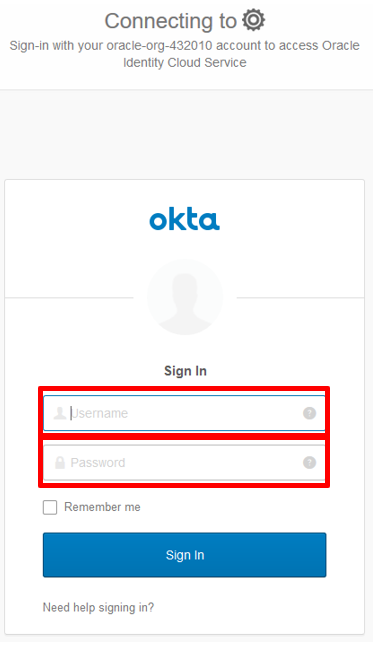 Connecting to
Sign-in with your oracle-org-432010 account to access Oracle
Identity Cloud Service
okta
Sign In
Username
?
Password
?
Remember me
Sign In
Need help signing in?